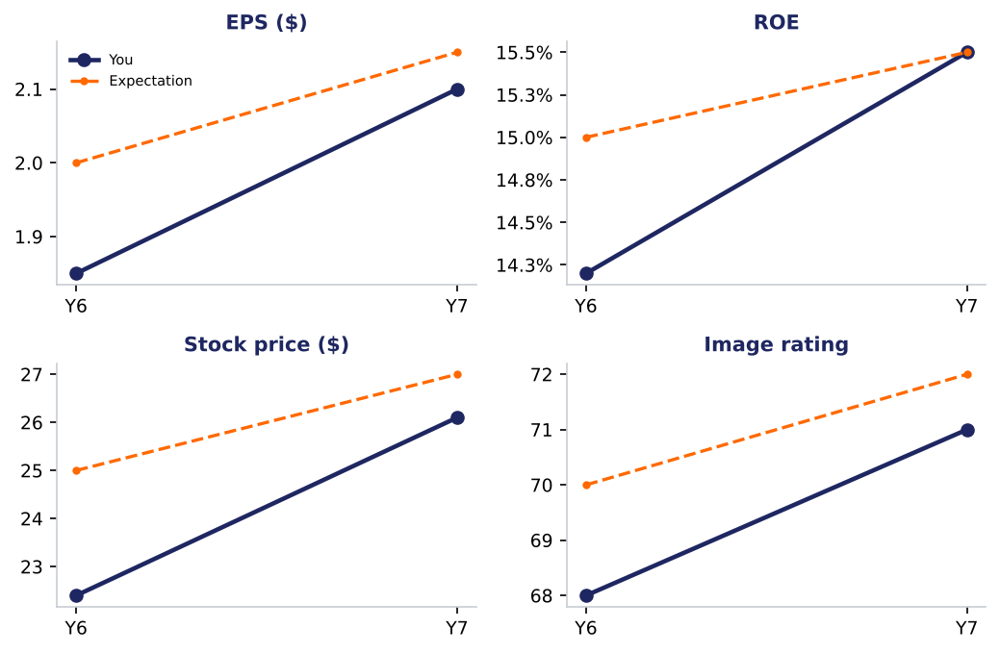 EPS ($)
You
Expectation
2.1
2.0
1.9
Y6 Y7
ROE
15.5%
15.3%
15.0%
14.8%
14.5%
14.3%
Y6 Y7
Stock price ($)
27
26
25
24
23
Y6 Y7
Image rating
72
71
70
69
68
Y6 Y7